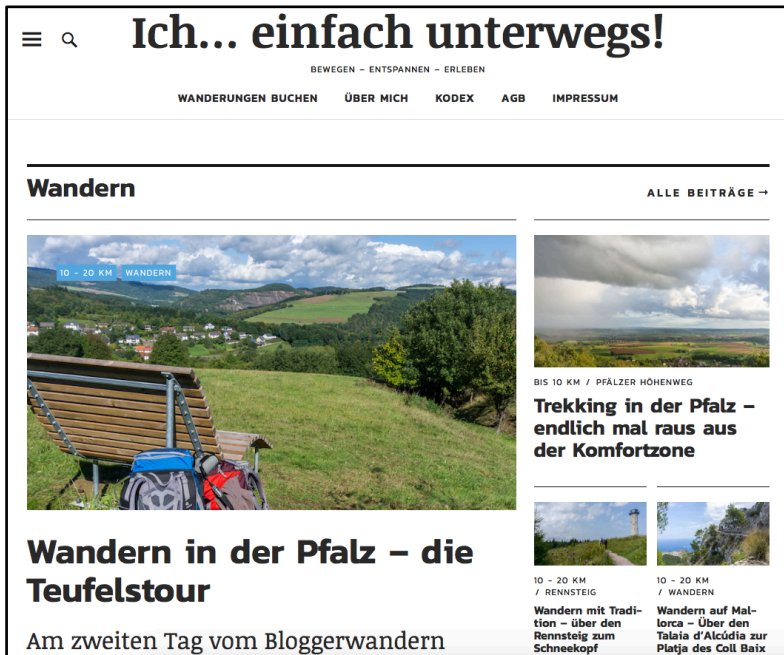 Ich… einfach unterwegs!
BEWEGEN – ENTSPANNEN – ERLEBEN
WANDERUNGEN BUCHEN ÜBER MICH KODEX AGB IMPRESSUM
Wandern
ALLE BEITRÄGE →
10 - 20 KM WANDERN
Wandern in der Pfalz – die
Teufelstour
Am zweiten Tag vom Bloggerwandern
BIS 10 KM / PFÄLZER HÖHENWEG
Trekking in der Pfalz –
endlich mal raus aus
der Komfortzone
10 - 20 KM
/ RENNSTEIG
Wandern mit Tradi-
tion – über den
Rennsteig zum
Schneekopf
10 - 20 KM
/ WANDERN
Wandern auf Mal-
lorca – Über den
Talaia d’Alcúdia zur
Platja des Coll Baix